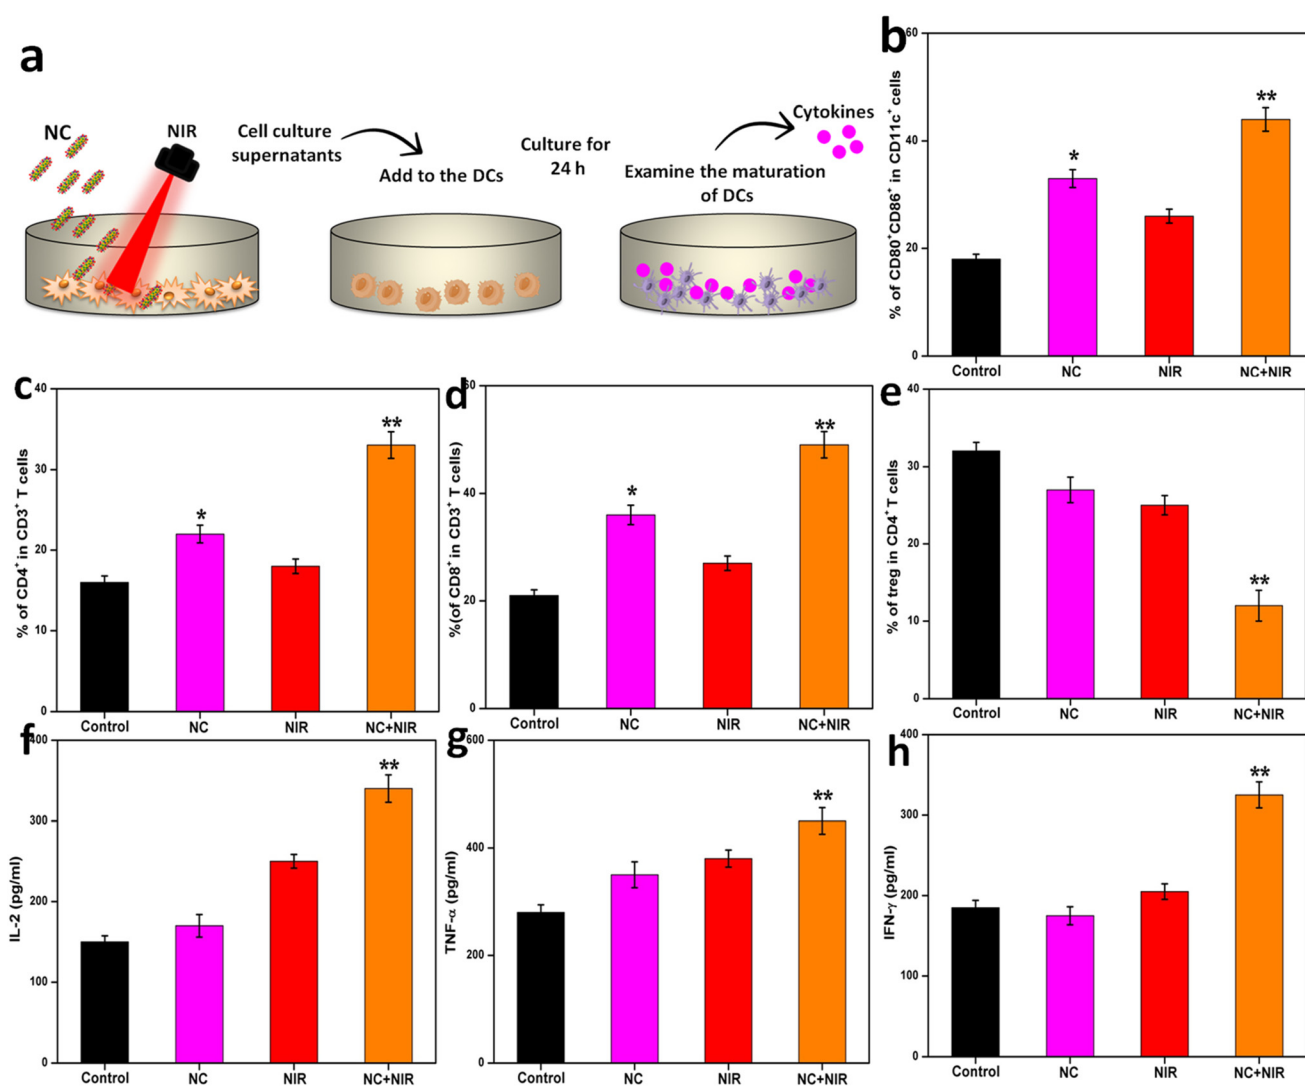 a
NC
NIR
Cell culture
supernatants
Add to the DCs
Culture for
24 h
Examine the maturation
of DCs
Cytokines
b
% of CD80⁺CD86⁺ in CD11c⁺ cells
60
40
20
0
*
**
Control NC NIR NC+NIR
c
% of CD4⁺ in CD3⁺ T cells
40
30
20
10
0
*
**
Control NC NIR NC+NIR
d
%(of CD8⁺ in CD3⁺ T cells
60
40
20
0
*
**
Control NC NIR NC+NIR
e
% of treg in CD4⁺ T cells
40
30
20
10
0
**
Control NC NIR NC+NIR
f
IL-2 (pg/ml)
400
300
200
100
0
**
Control NC NIR NC+NIR
g
TNF-α (pg/ml)
600
400
200
0
**
Control NC NIR NC+NIR
h
IFN-γ (pg/ml)
400
300
200
100
0
**
Control NC NIR NC+NIR